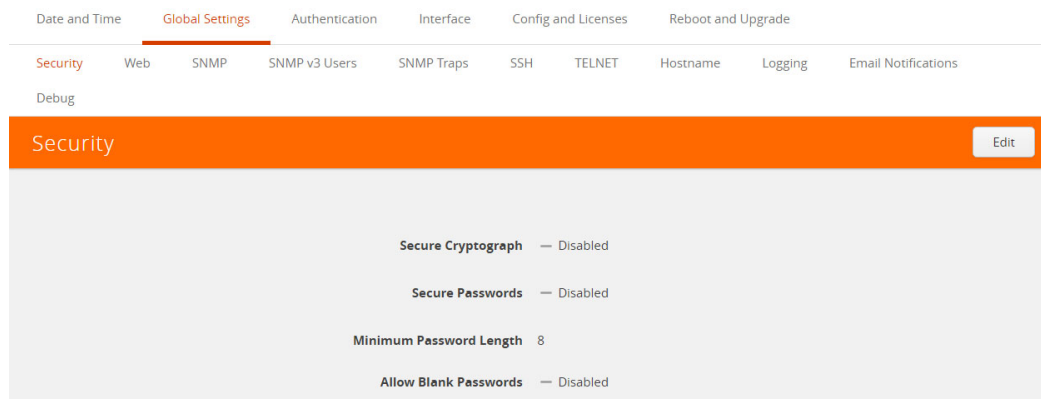 Date and Time Global Settings Authentication Interface Config and Licenses Reboot and Upgrade
Security Web SNMP SNMP v3 Users SNMP Traps SSH TELNET Hostname Logging Email Notifications
Debug
Security Edit
Secure Cryptograph — Disabled
Secure Passwords — Disabled
Minimum Password Length 8
Allow Blank Passwords — Disabled